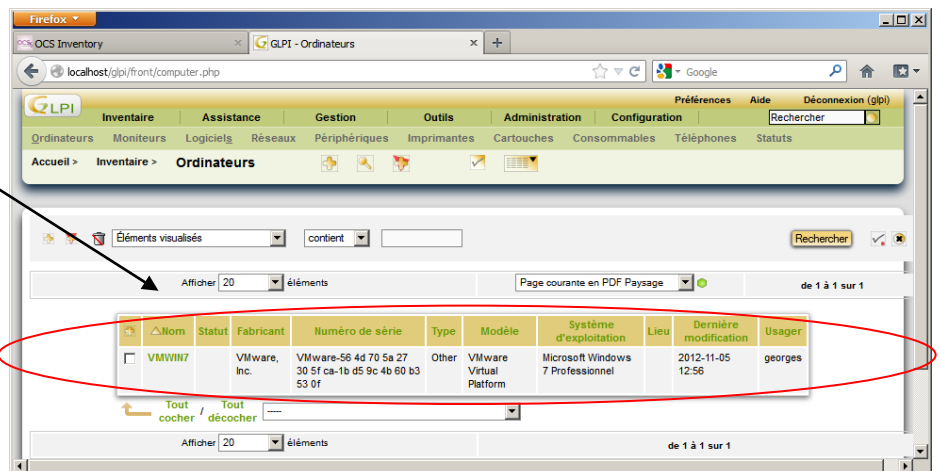 Firefox
OCS Inventory
GLPI - Ordinateurs
localhost/glpi/front/computer.php
Google
GLPI
Préférences Aide Déconnexion (glpi)
Inventaire Assistance Gestion Outils Administration Configuration Rechercher
Ordinateurs Moniteurs Logiciels Réseaux Périphériques Imprimantes Cartouches Consommables Téléphones Statuts
Accueil > Inventaire > Ordinateurs
Éléments visualisés contient Rechercher
Afficher 20 éléments Page courante en PDF Paysage de 1 à 1 sur 1
Nom Statut Fabricant Numéro de série Type Modèle Système d'exploitation Lieu Dernière modification Usager
VMWIN7 VMware, Inc. VMware-56 4d 70 5a 27 30 5f ca-1b d5 9c 4b 60 b3 53 0f Other VMware Virtual Platform Microsoft Windows 7 Professionnel 2012-11-05 12:56 georges
Tout cocher / Tout décocher -----
Afficher 20 éléments de 1 à 1 sur 1